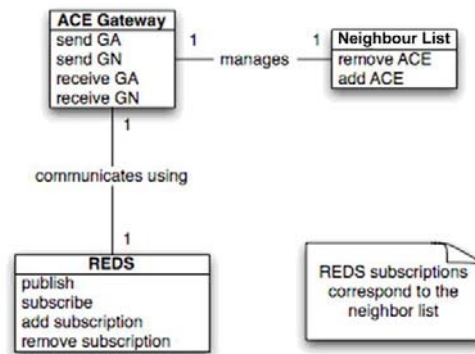 ACE Gateway
send GA
send GN
receive GA
receive GN
1
manages
1
Neighbour List
remove ACE
add ACE
1
communicates using
1
REDS
publish
subscribe
add subscription
remove subscription
REDS subscriptions
correspond to the
neighbor list